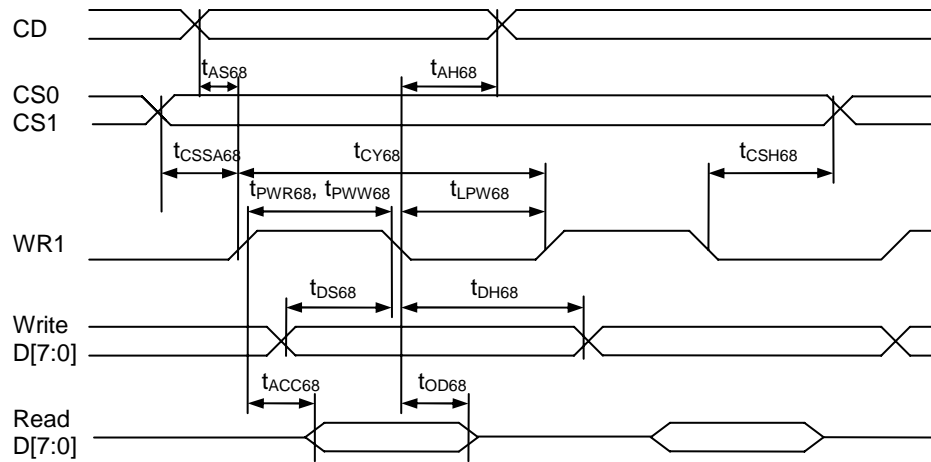 CD
tAS68 tAH68
CS0
CS1
tCSSA68 tCY68 tCSH68
tPWR68, tPWW68 tLPW68
WR1
tDS68 tDH68
Write
D[7:0]
tACC68 tOD68
Read
D[7:0]